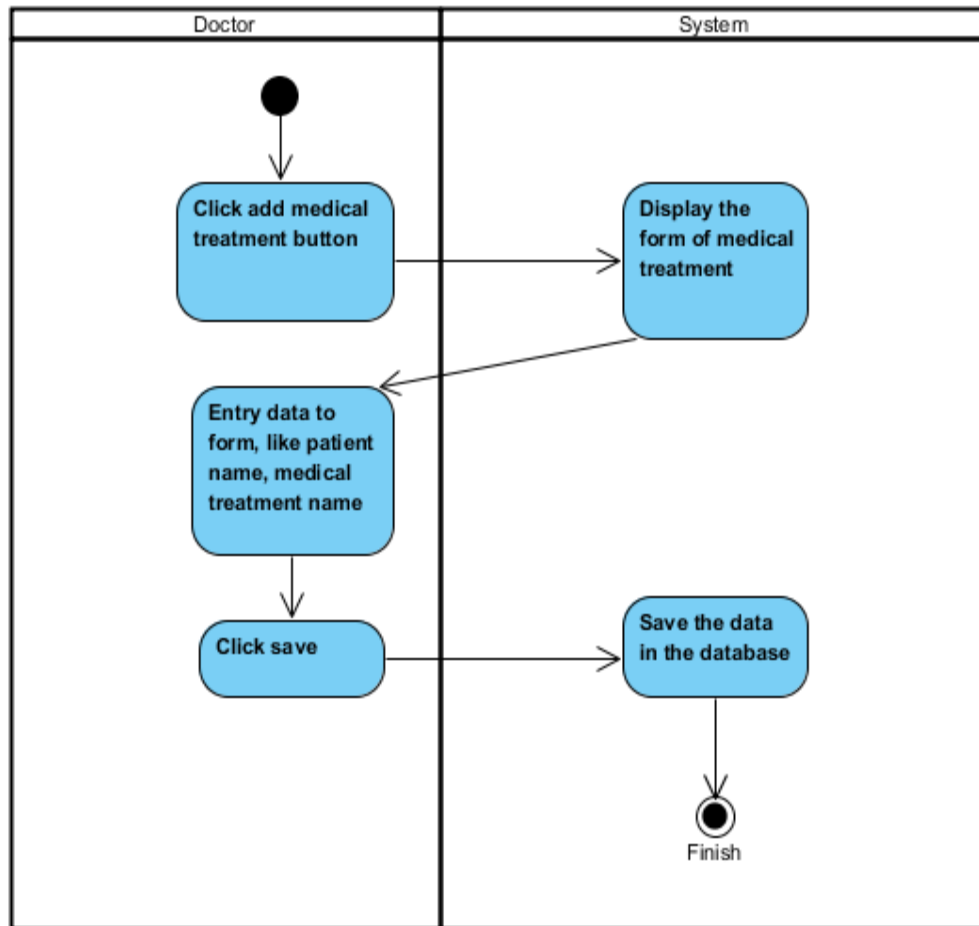 Doctor
System
Click add medical
treatment button
Display the
form of medical
treatment
Entry data to
form, like patient
name, medical
treatment name
Click save
Save the data
in the database
Finish